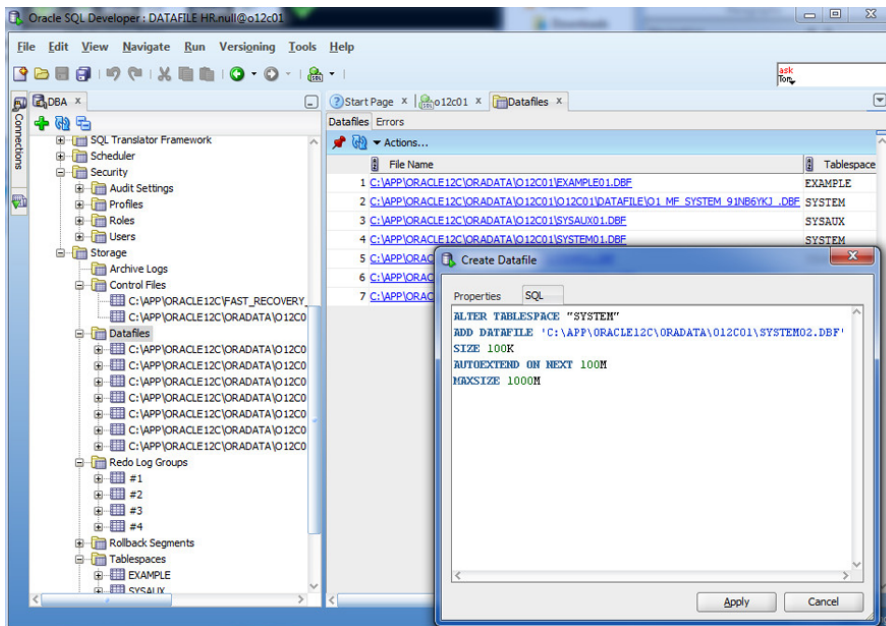 Oracle SQL Developer : DATAFILE HR.null@o12c01
File Edit View Navigate Run Versioning Tools Help
ask
Tom
Connections
DBA x
SQL Translator Framework
Scheduler
Security
Audit Settings
Profiles
Roles
Users
Storage
Archive Logs
Control Files
C:\APP\ORACLE12C\FAST_RECOVERY_
C:\APP\ORACLE12C\ORADATA\O12C0
Datafiles
C:\APP\ORACLE12C\ORADATA\O12C0
C:\APP\ORACLE12C\ORADATA\O12C0
C:\APP\ORACLE12C\ORADATA\O12C0
C:\APP\ORACLE12C\ORADATA\O12C0
C:\APP\ORACLE12C\ORADATA\O12C0
C:\APP\ORACLE12C\ORADATA\O12C0
C:\APP\ORACLE12C\ORADATA\O12C0
Redo Log Groups
#1
#2
#3
#4
Rollback Segments
Tablespaces
EXAMPLE
SYSAUX
Start Page x o12c01 x Datafiles x
Datafiles Errors
Actions...
File Name Tablespace
1 C:\APP\ORACLE12C\ORADATA\O12C01\EXAMPLE01.DBF EXAMPLE
2 C:\APP\ORACLE12C\ORADATA\O12C01\O12C01\DATAFILE\O1_MF_SYSTEM_91NB6YKJ_.DBF SYSTEM
3 C:\APP\ORACLE12C\ORADATA\O12C01\SYSAUX01.DBF SYSAUX
4 C:\APP\ORACLE12C\ORADATA\O12C01\SYSTEM01.DBF SYSTEM
5 C:\APP\ORAC
6 C:\APP\ORAC
7 C:\APP\ORAC
Create Datafile
Properties SQL
ALTER TABLESPACE "SYSTEM"
ADD DATAFILE 'C:\APP\ORACLE12C\ORADATA\O12C01\SYSTEM02.DBF'
SIZE 100K
AUTOEXTEND ON NEXT 100M
MAXSIZE 1000M
Apply Cancel